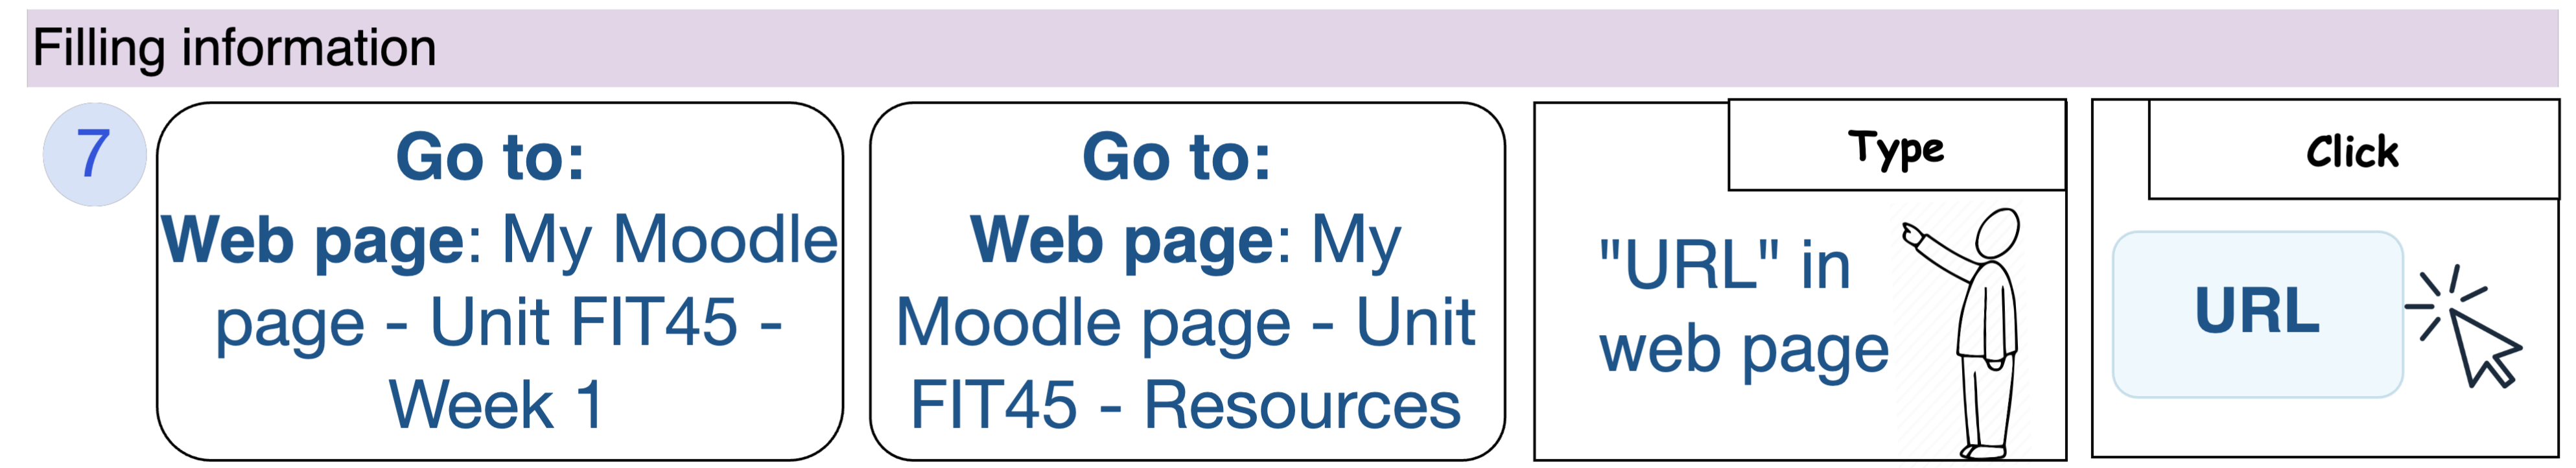 Filling information
7
Go to:
Web page: My Moodle
page - Unit FIT45 -
Week 1
Go to:
Web page: My
Moodle page - Unit
FIT45 - Resources
Type
"URL" in
web page
Click
URL